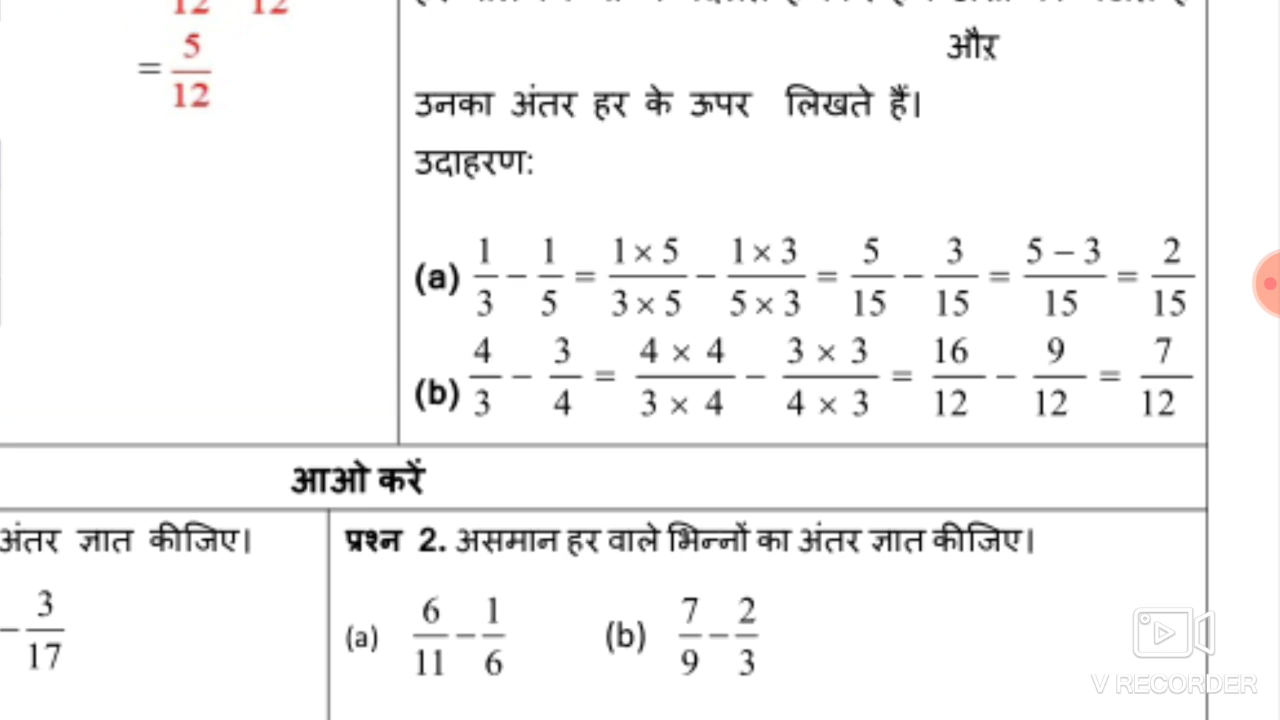 12 12
= 5/12
और
उनका अंतर हर के ऊपर लिखते हैं।
उदाहरण:
(a) 1/3 − 1/5 = 1 × 5/3 × 5 − 1 × 3/5 × 3 = 5/15 − 3/15 = 5 − 3/15 = 2/15
(b) 4/3 − 3/4 = 4 × 4/3 × 4 − 3 × 3/4 × 3 = 16/12 − 9/12 = 7/12
आओ करें
अंतर ज्ञात कीजिए।
− 3/17
प्रश्न 2. असमान हर वाले भिन्नों का अंतर ज्ञात कीजिए।
(a) 6/11 − 1/6 (b) 7/9 − 2/3
V RECORDER